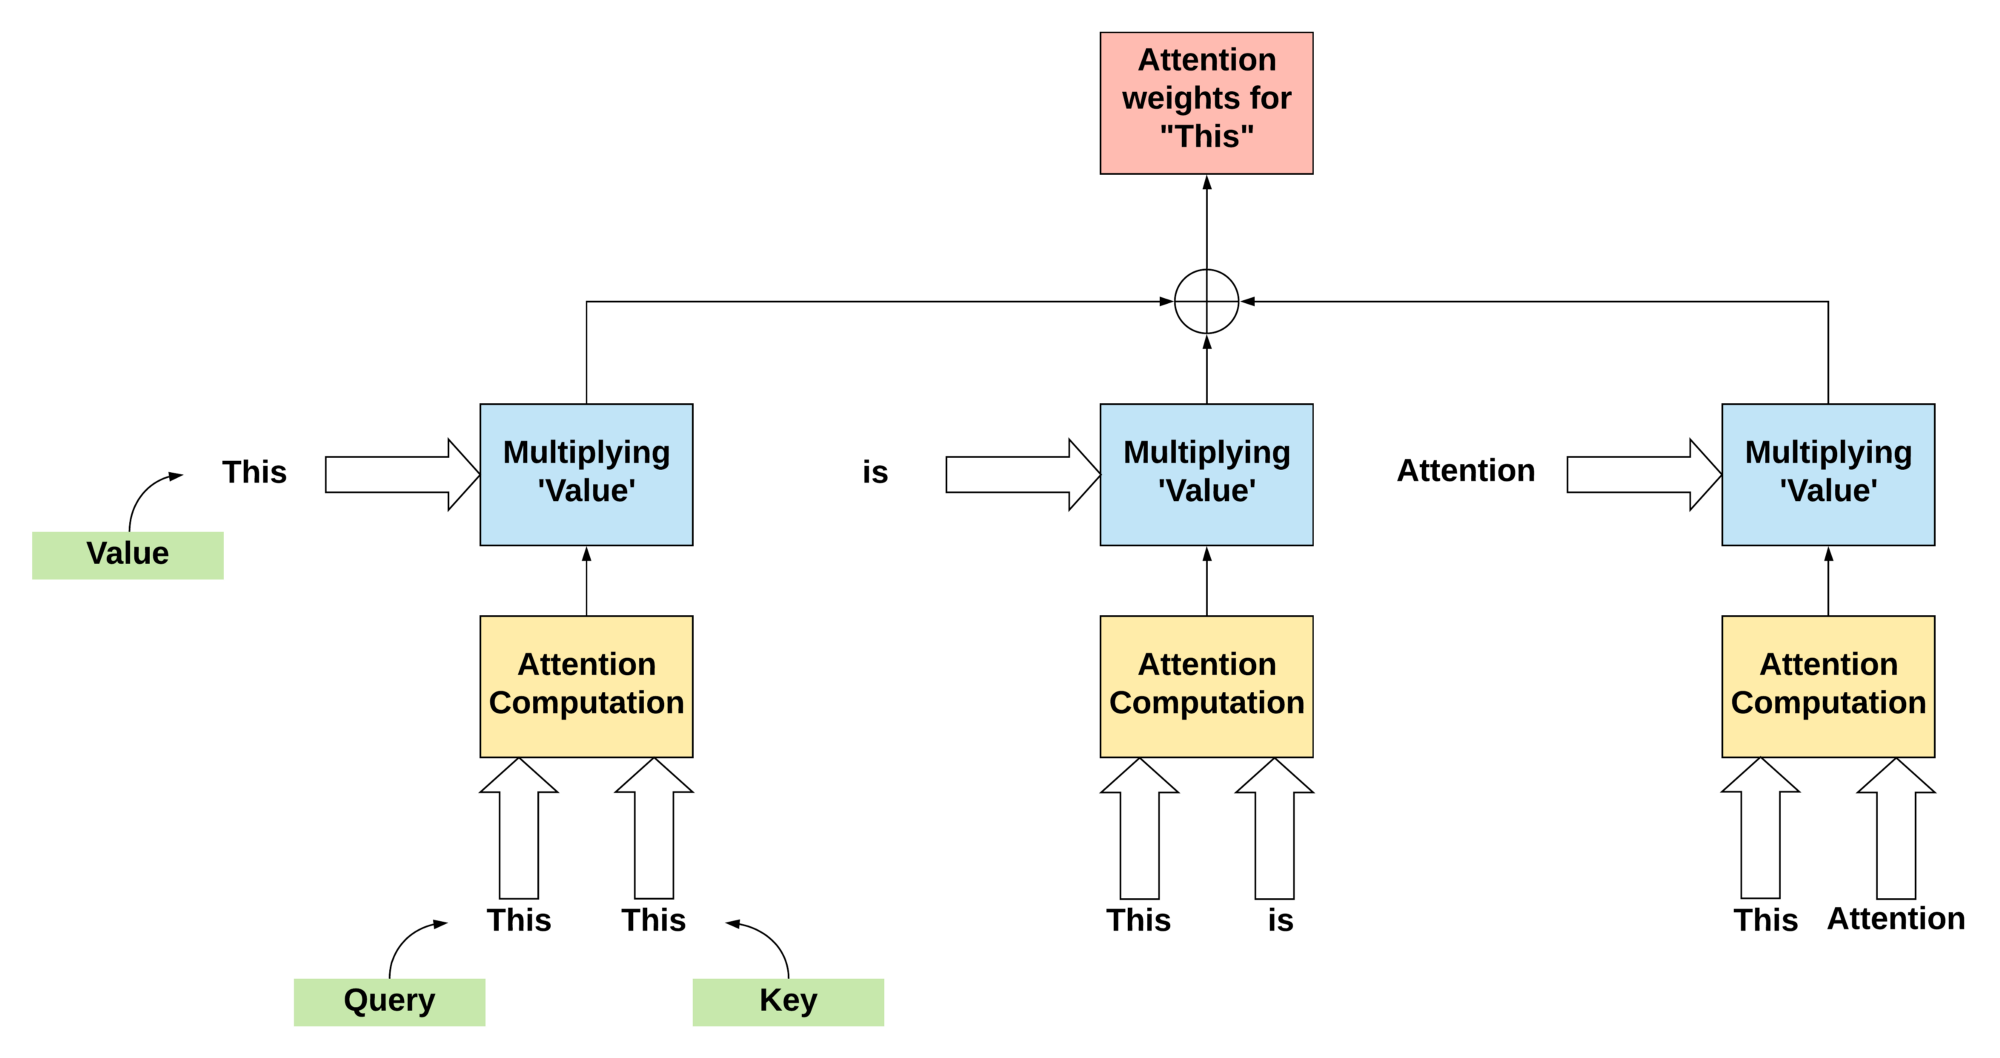 Attention
weights for
"This"
This
Multiplying
'Value'
is
Multiplying
'Value'
Attention
Multiplying
'Value'
Value
Attention
Computation
Attention
Computation
Attention
Computation
This
This
This
is
This
Attention
Query
Key